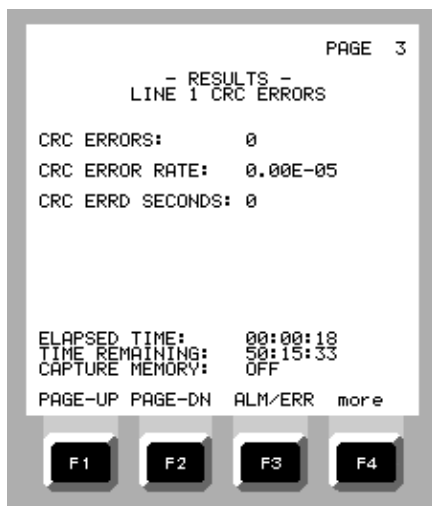 PAGE 3
- RESULTS -
LINE 1 CRC ERRORS
CRC ERRORS: 0
CRC ERROR RATE: 0.00E-05
CRC ERRD SECONDS: 0
ELAPSED TIME: 00:00:18
TIME REMAINING: 50:15:33
CAPTURE MEMORY: OFF
PAGE-UP PAGE-DN ALM/ERR more
F1 F2 F3 F4